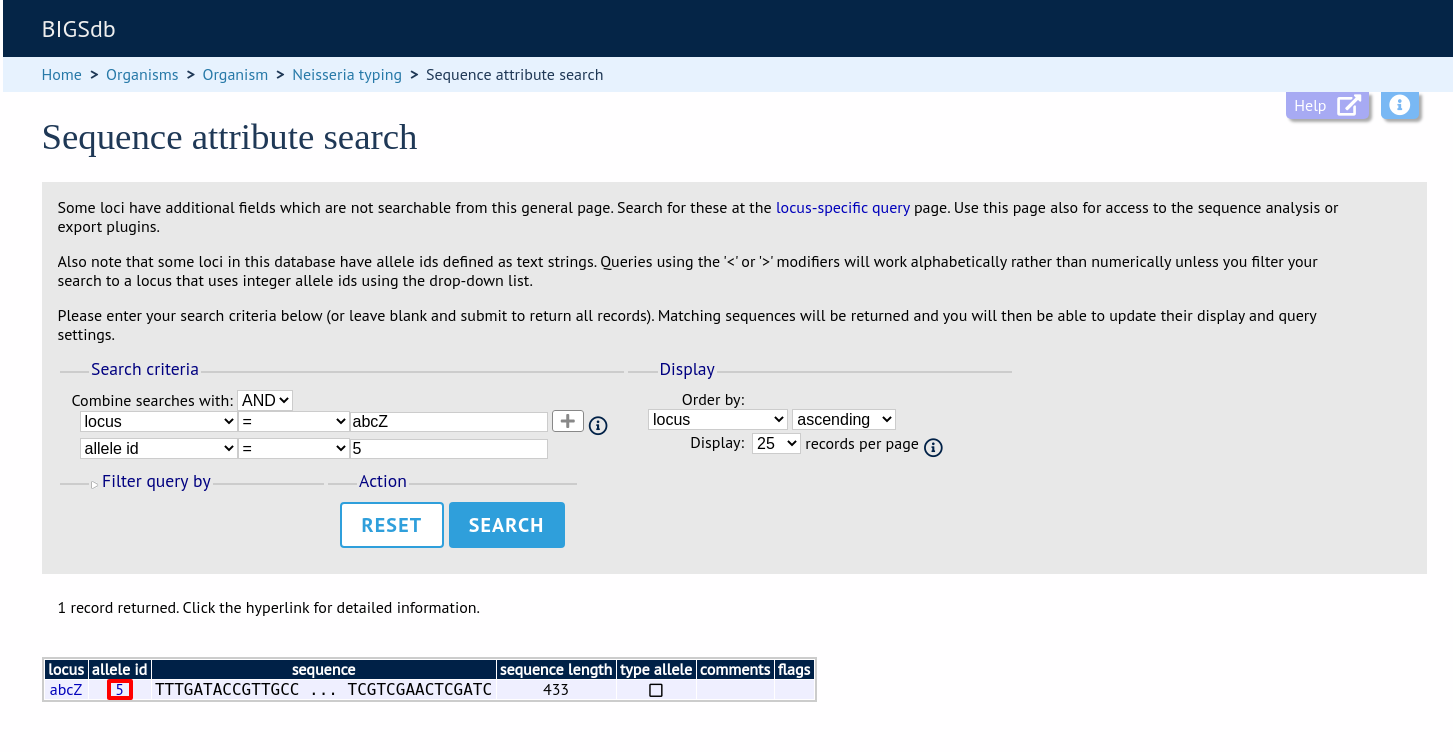 BIGSdb
Home > Organisms > Organism > Neisseria typing > Sequence attribute search
Help
Sequence attribute search
Some loci have additional fields which are not searchable from this general page. Search for these at the locus-specific query page. Use this page also for access to the sequence analysis or
export plugins.
Also note that some loci in this database have allele ids defined as text strings. Queries using the '<' or '>' modifiers will work alphabetically rather than numerically unless you filter your
search to a locus that uses integer allele ids using the drop-down list.
Please enter your search criteria below (or leave blank and submit to return all records). Matching sequences will be returned and you will then be able to update their display and query
settings.
Search criteria
Combine searches with: AND
locus = abcZ
allele id = 5
Display
Order by:
locus ascending
Display: 25 records per page
Filter query by
Action
RESET SEARCH
1 record returned. Click the hyperlink for detailed information.
locus allele id sequence sequence length type allele comments flags
abcZ 5 TTTGATACCGTTGCC ... TCGTCGAACTCGATC 433